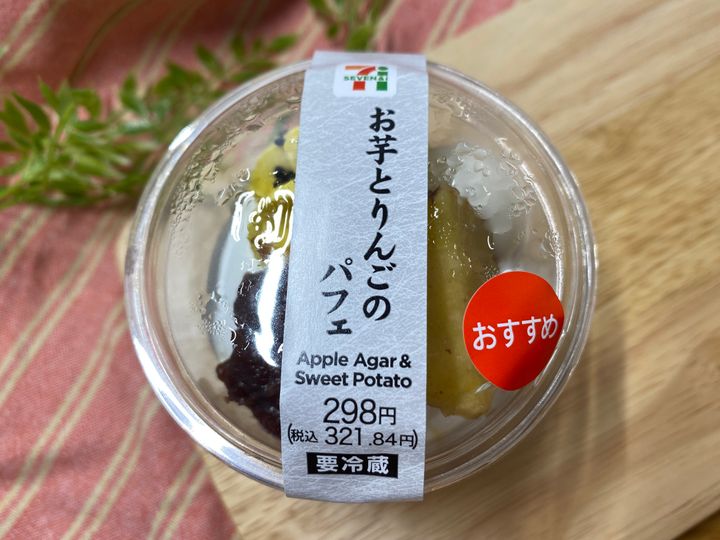 SEVEN&i
お芋とりんごの
パフェ
Apple Agar &
Sweet Potato
298円
(税込 321.84円)
要冷蔵
おすすめ